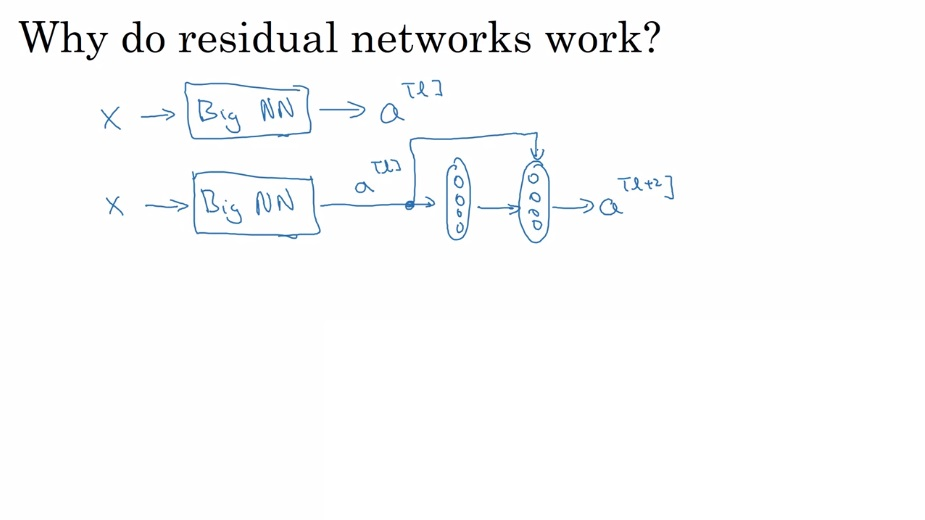 Why do residual networks work?
X → Big NN → a[l]
X → Big NN a[l] → a[l+2]